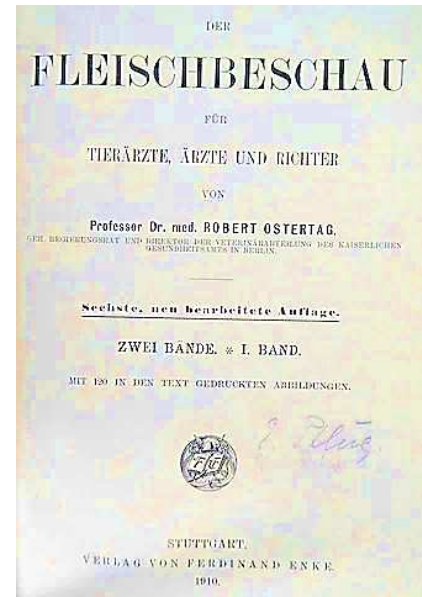 DER
FLEISCHBESCHAU
FÜR
TIERÄRZTE, ÄRZTE UND RICHTER
VON
Professor Dr. med. ROBERT OSTERTAG,
GEH. REGIERUNGSRAT UND DIREKTOR DER VETERINÄRABTEILUNG DES KAISERLICHEN
GESUNDHEITSAMTS IN BERLIN.
Sechste, neu bearbeitete Auflage.
ZWEI BÄNDE. * I. BAND.
MIT 120 IN DEN TEXT GEDRUCKTEN ABBILDUNGEN.
STUTTGART.
VERLAG VON FERDINAND ENKE.
1910.